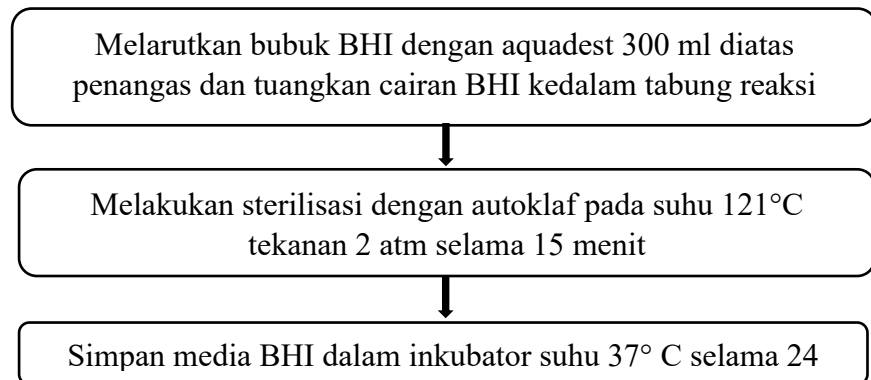 Melarutkan bubuk BHI dengan aquadest 300 ml diatas
penangas dan tuangkan cairan BHI kedalam tabung reaksi
Melakukan sterilisasi dengan autoklaf pada suhu 121°C
tekanan 2 atm selama 15 menit
Simpan media BHI dalam inkubator suhu 37° C selama 24